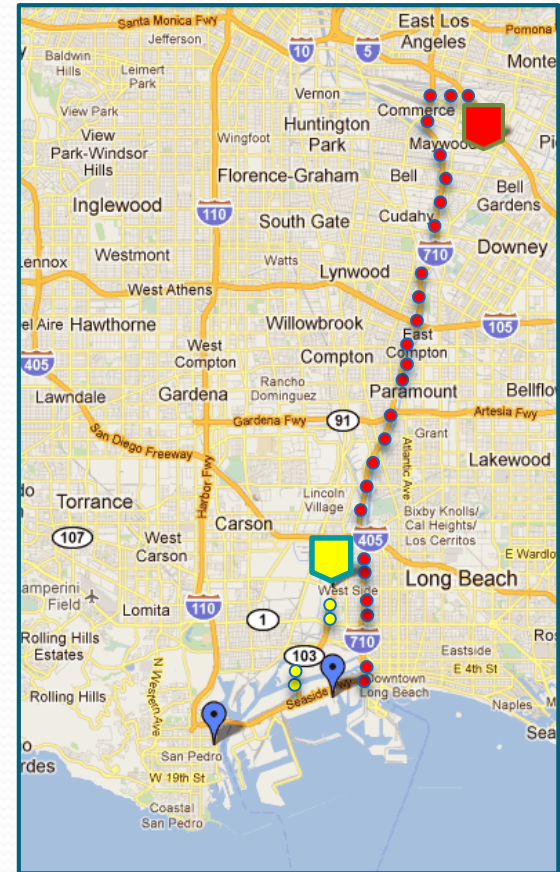 East Los
Angeles
Santa Monica Fwy
Pomona
Jefferson
10
5
Baldwin
Hills
Leimert
Park
Monte
Vernon
Commerce
View Park
Huntington
Park
View
Park-Windsor
Hills
Wingfoot
Maywood
Florence-Graham
Bell
Bell
Gardens
Inglewood
110
Cudahy
South Gate
Downey
710
ennox
Westmont
Watts
Lynwood
West Athens
el Aire
Hawthorne
Willowbrook
105
East
Compton
405
West
Compton
Compton
Rancho
Dominguez
Paramount
Lawndale
Gardena
Bellflo
Artesia Fwy
Gardena Fwy
91
Grant
San Diego Freeway
Atlantic Ave
Lakewood
Harbor Fwy
Lincoln
Village
Torrance
Carson
Bixby Knolls/
Cal Heights/
Los Cerritos
107
405
West
Carson
E Wardlo
Long Beach
amperini
Field
West Side
110
Lomita
1
710
Rolling Hills
Estates
Ros
103
Eastside
E 4th St
N Western Ave
Downtown
Long Beach
Rolling Hills
Seaside Fwy
Naples
M
Sea
San Pedro
o
rdes
W 19th St
Coastal
San Pedro